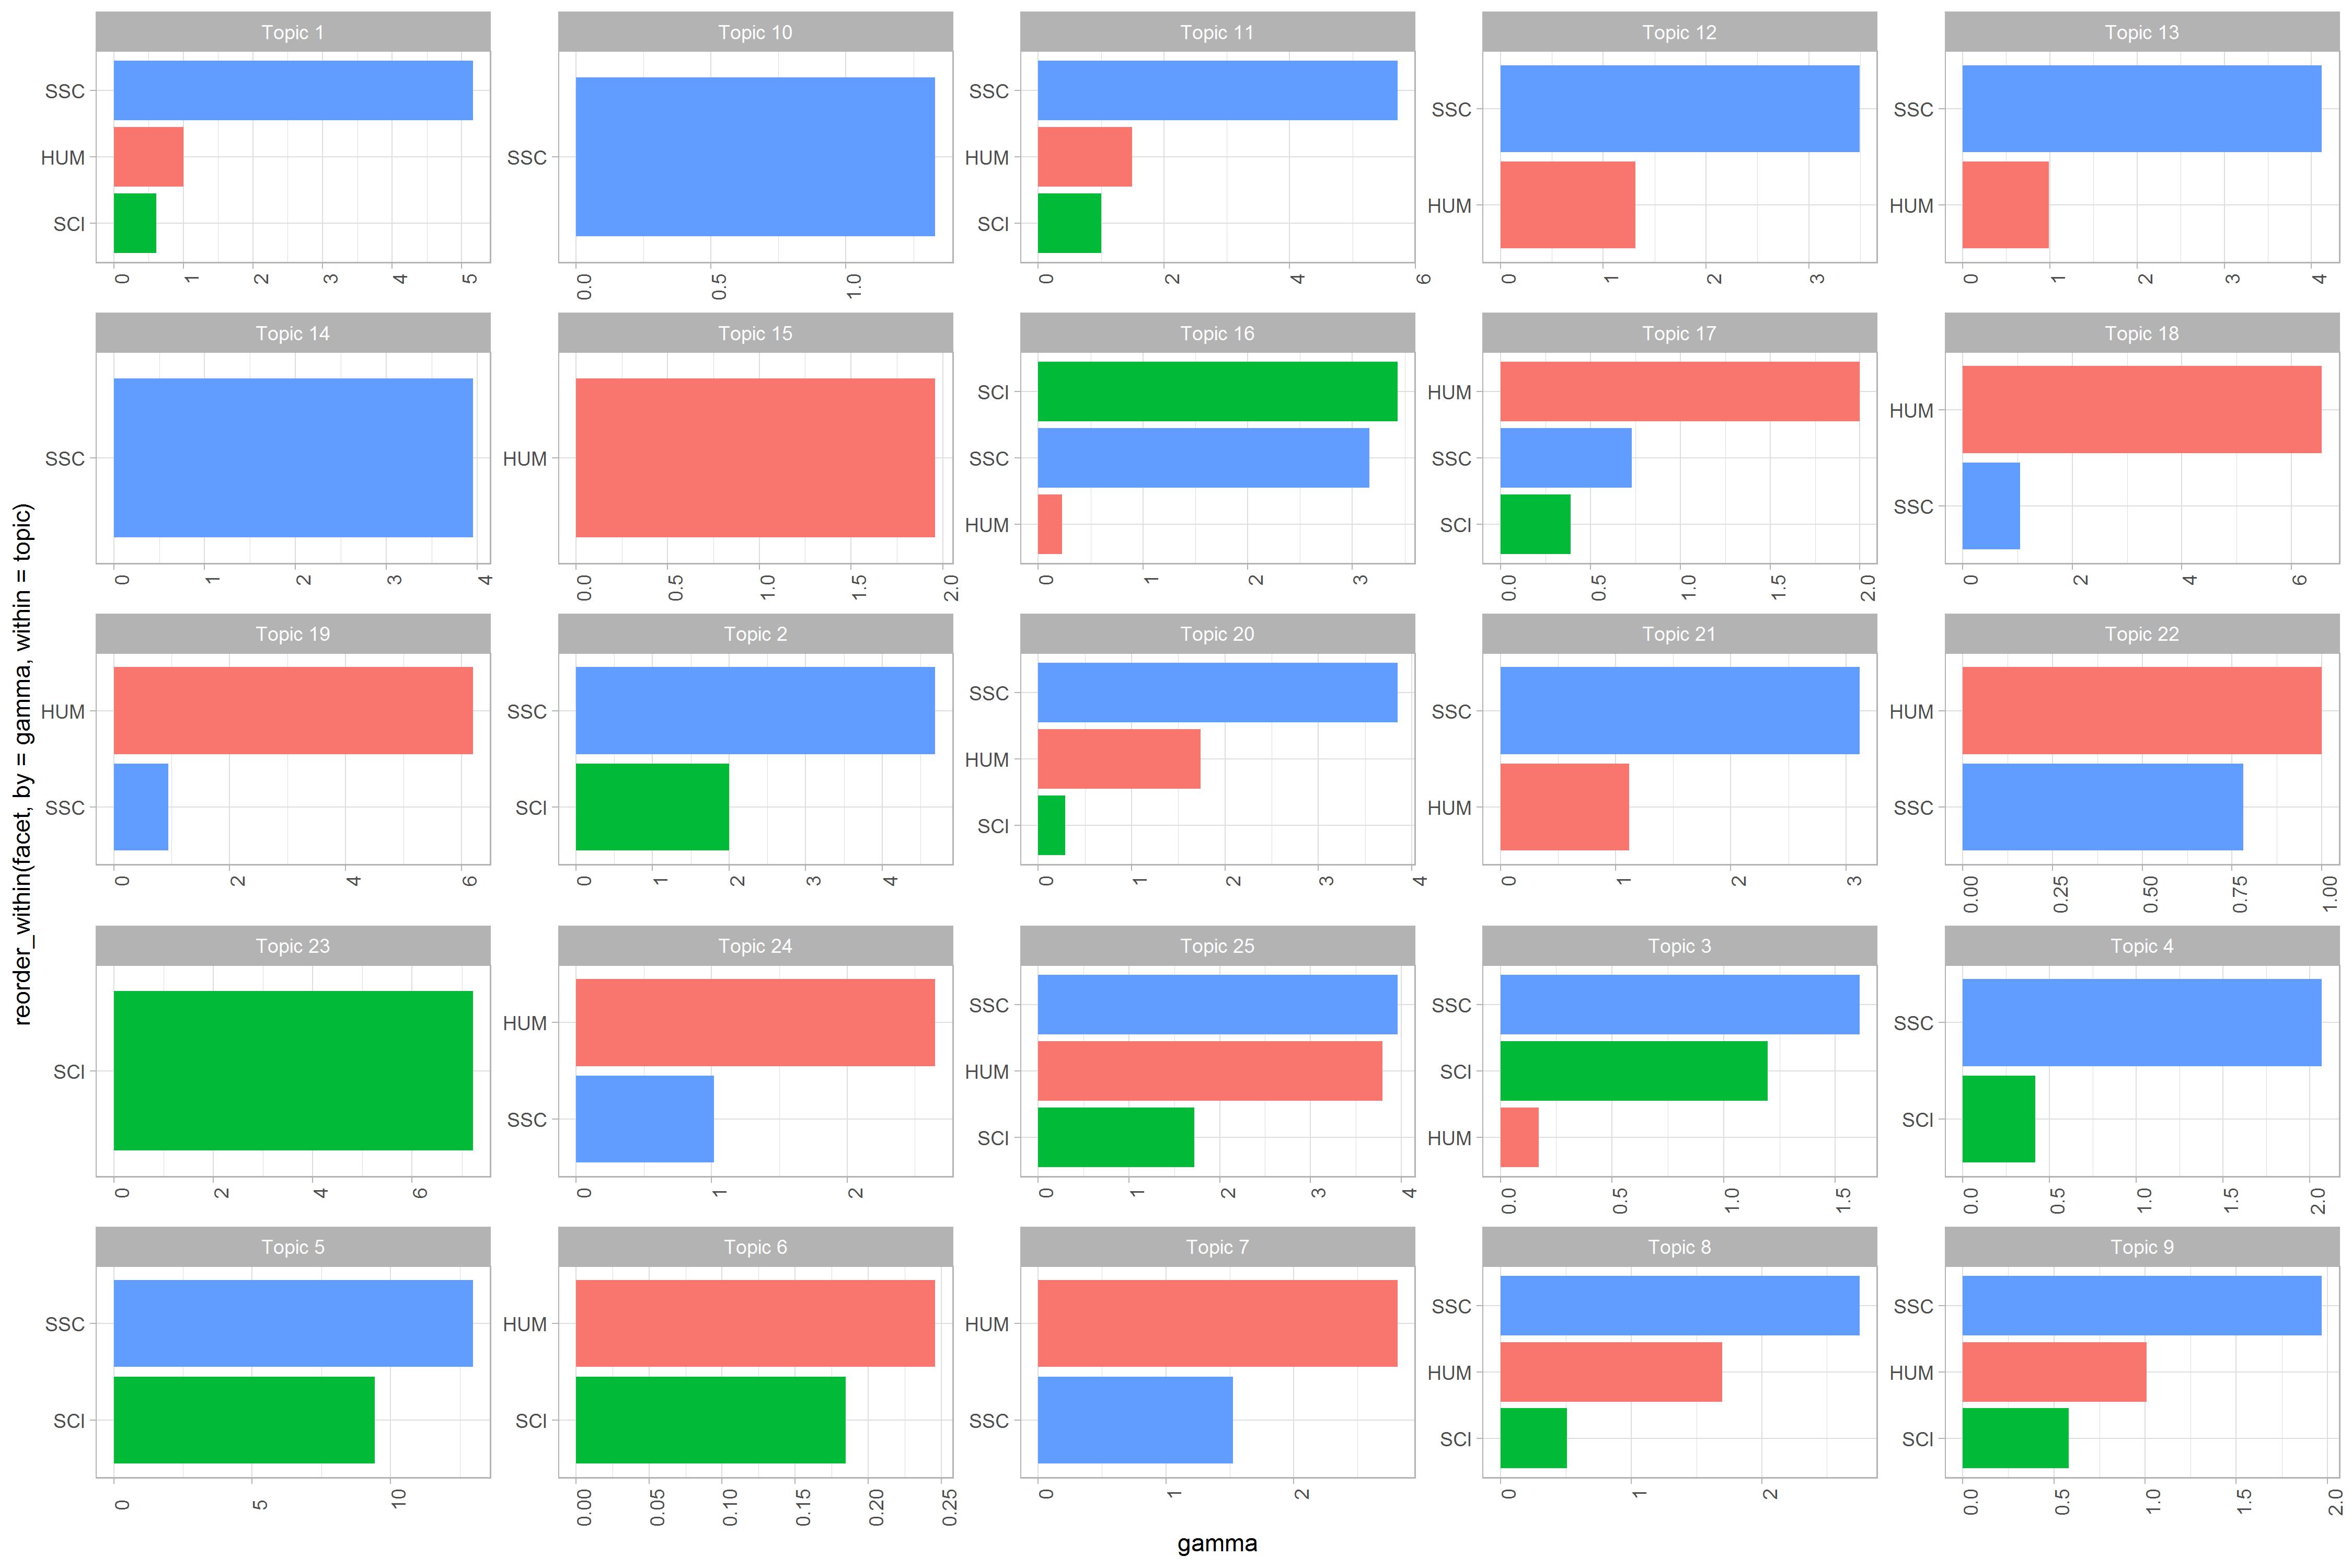 reorder_within(facet, by = gamma, within = topic)
Topic 1
SSC
HUM
SCI
0 1 2 3 4 5
Topic 10
SSC
0.0 0.5 1.0
Topic 11
SSC
HUM
SCI
0 2 4 6
Topic 12
SSC
HUM
0 1 2 3
Topic 13
SSC
HUM
0 1 2 3 4
Topic 14
SSC
0 1 2 3 4
Topic 15
HUM
0.0 0.5 1.0 1.5 2.0
Topic 16
SCI
SSC
HUM
0 1 2 3
Topic 17
HUM
SSC
SCI
0.0 0.5 1.0 1.5 2.0
Topic 18
HUM
SSC
0 2 4 6
Topic 19
HUM
SSC
0 2 4 6
Topic 2
SSC
SCI
0 1 2 3 4
Topic 20
SSC
HUM
SCI
0 1 2 3 4
Topic 21
SSC
HUM
0 1 2 3
Topic 22
HUM
SSC
0.00 0.25 0.50 0.75 1.00
Topic 23
SCI
0 2 4 6
Topic 24
HUM
SSC
0 1 2
Topic 25
SSC
HUM
SCI
0 1 2 3 4
Topic 3
SSC
SCI
HUM
0.0 0.5 1.0 1.5
Topic 4
SSC
SCI
0.0 0.5 1.0 1.5 2.0
Topic 5
SSC
SCI
0 5 10
Topic 6
HUM
SCI
0.00 0.05 0.10 0.15 0.20 0.25
Topic 7
HUM
SSC
0 1 2
Topic 8
SSC
HUM
SCI
0 1 2
Topic 9
SSC
HUM
SCI
0.0 0.5 1.0 1.5 2.0
gamma